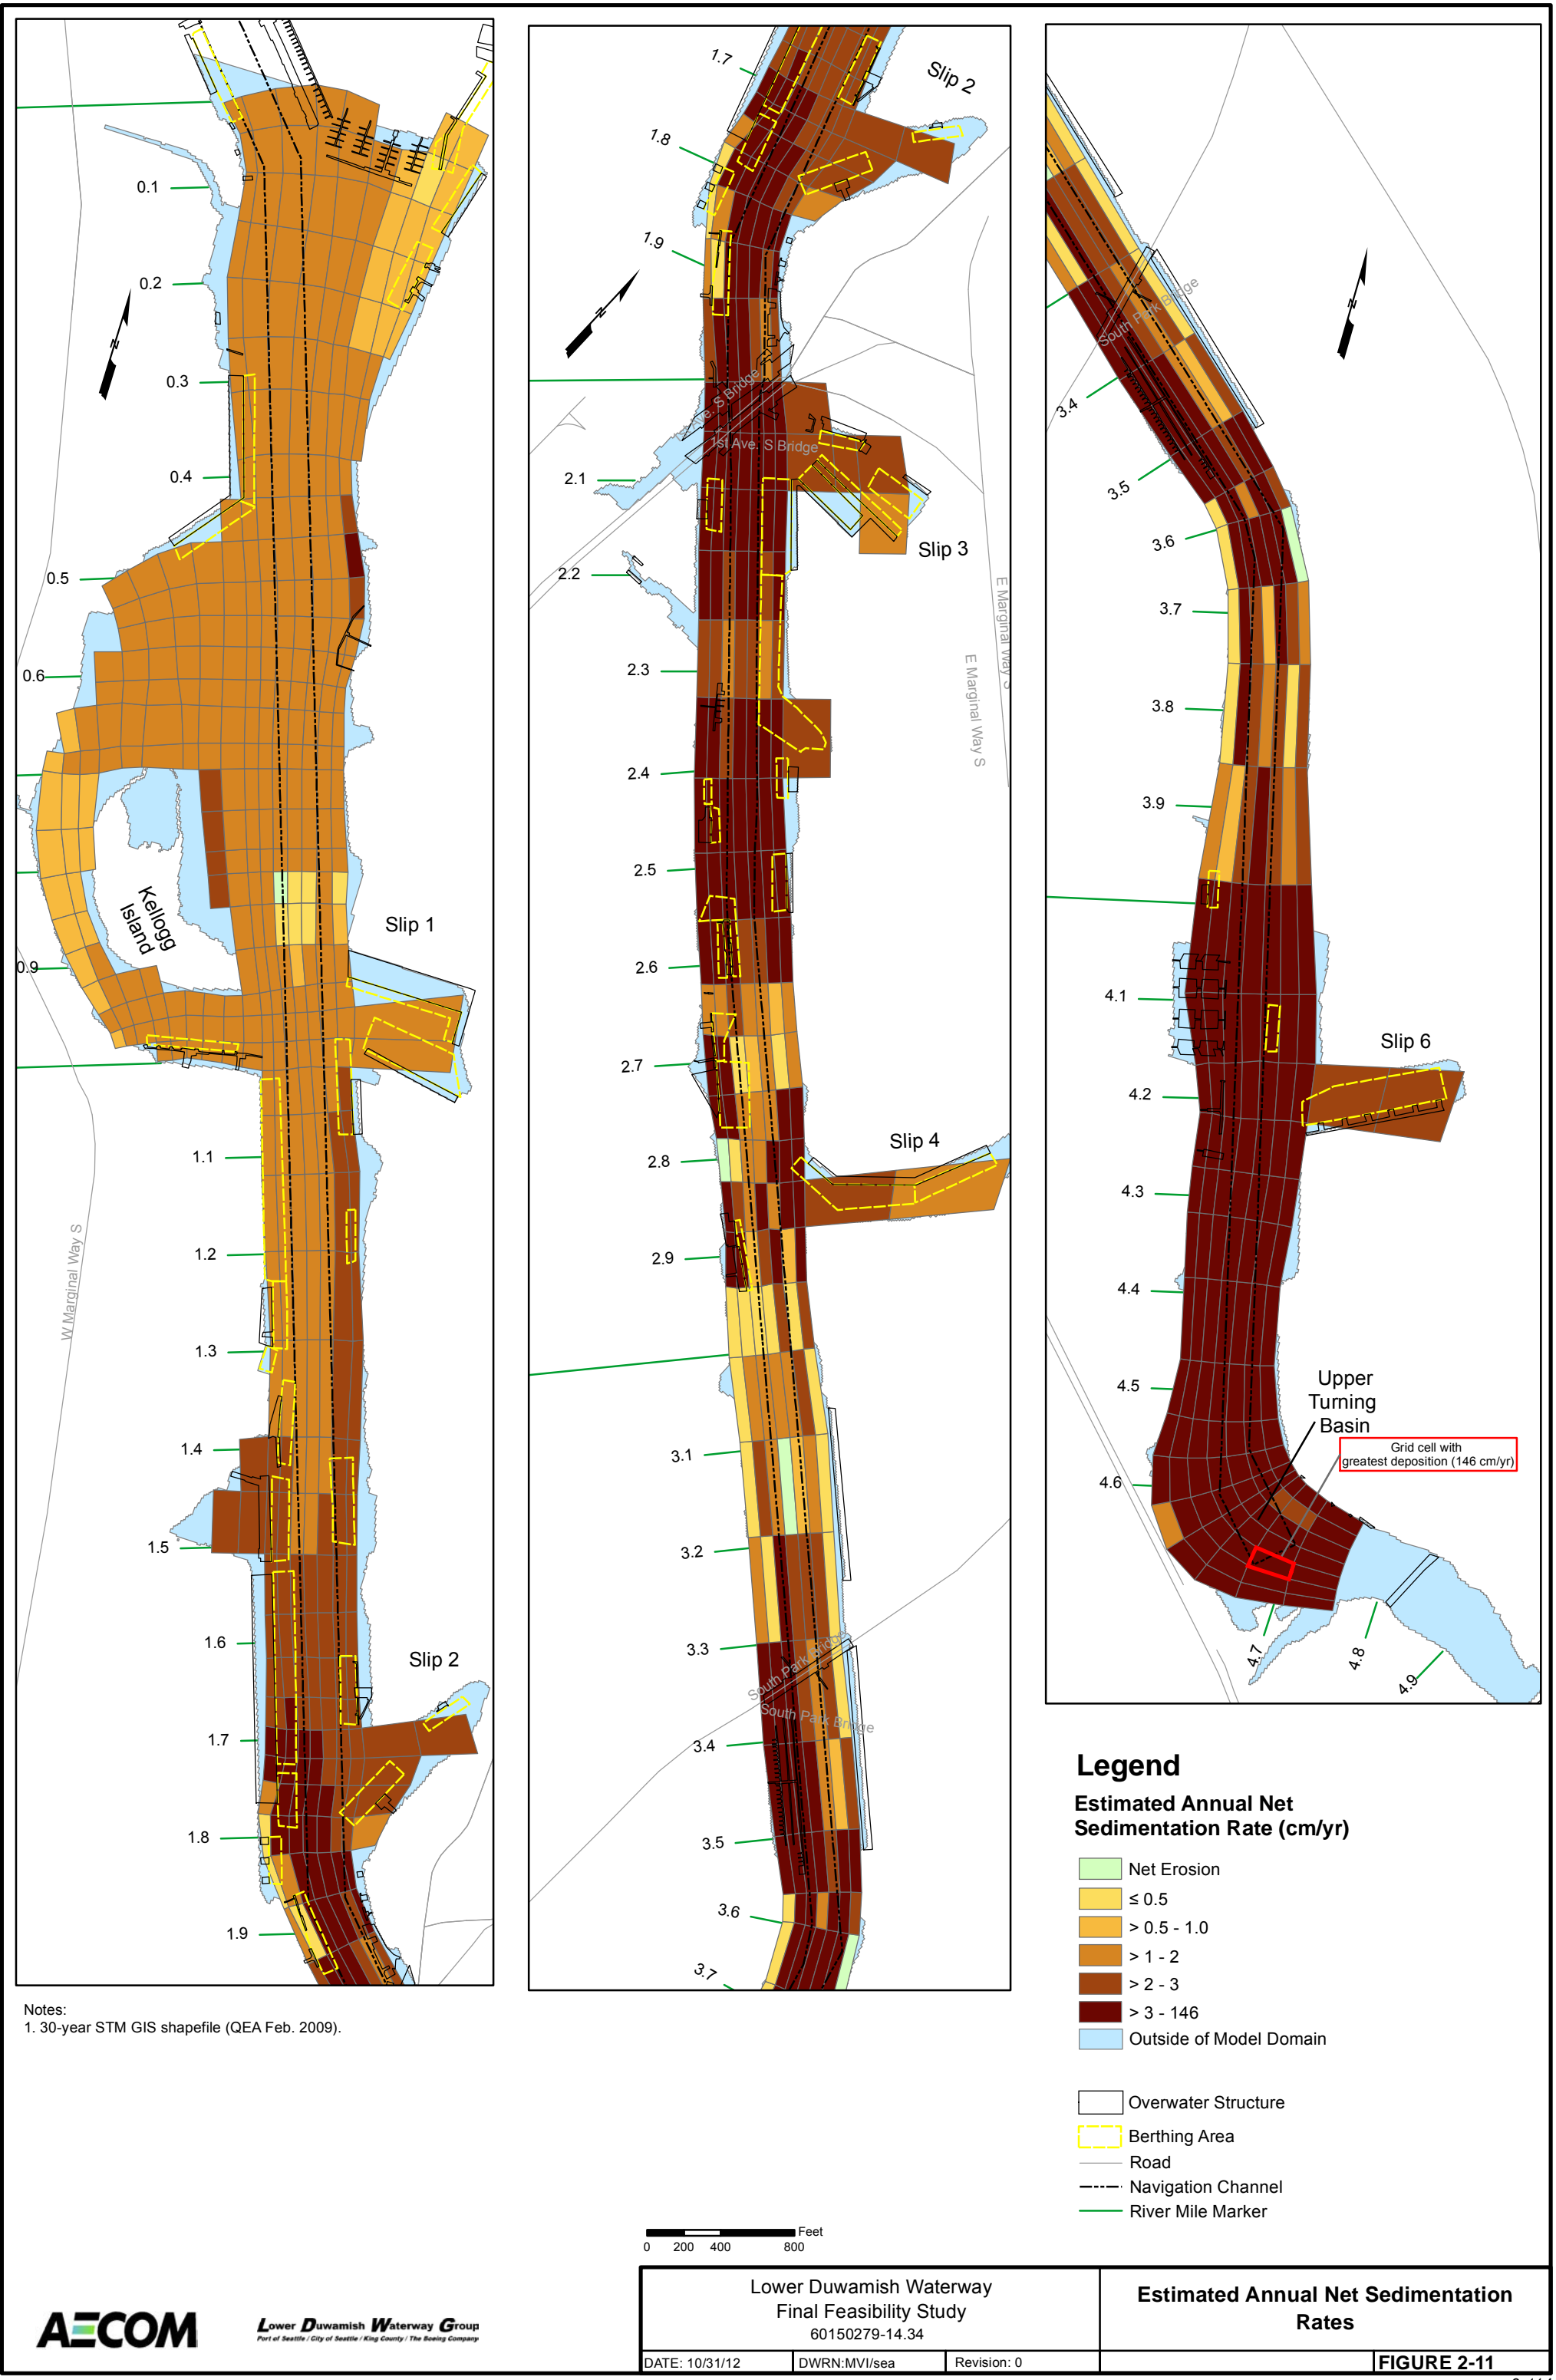 0.1
0.2
0.3
0.4
0.5
0.6
0.9
1.1
1.2
1.3
1.4
1.5
1.6
1.7
1.8
1.9
N
Kellogg
Island
Slip 1
Slip 2
W Marginal Way S
1.7
1.8
1.9
2.1
2.2
2.3
2.4
2.5
2.6
2.7
2.8
2.9
3.1
3.2
3.3
3.4
3.5
3.6
3.7
N
Slip 2
Ave. S Bridge
1st Ave. S Bridge
Slip 3
E Marginal Way S
E Marginal Way S
Slip 4
South Park Bridge
South Park Bridge
South Park Bridge
N
3.4
3.5
3.6
3.7
3.8
3.9
4.1
4.2
4.3
4.4
4.5
4.6
4.7
4.8
4.9
Slip 6
Upper
Turning
Basin
Grid cell with
greatest deposition (146 cm/yr)
Notes:
1. 30-year STM GIS shapefile (QEA Feb. 2009).
Legend
Estimated Annual Net
Sedimentation Rate (cm/yr)
Net Erosion
≤ 0.5
> 0.5 - 1.0
> 1 - 2
> 2 - 3
> 3 - 146
Outside of Model Domain
Overwater Structure
Berthing Area
Road
Navigation Channel
River Mile Marker
Feet
0 200 400 800
AECOM
Lower Duwamish Waterway Group
Port of Seattle / City of Seattle / King County / The Boeing Company
Lower Duwamish Waterway
Final Feasibility Study
60150279-14.34
Estimated Annual Net Sedimentation
Rates
DATE: 10/31/12
DWRN:MVI/sea
Revision: 0
FIGURE 2-11